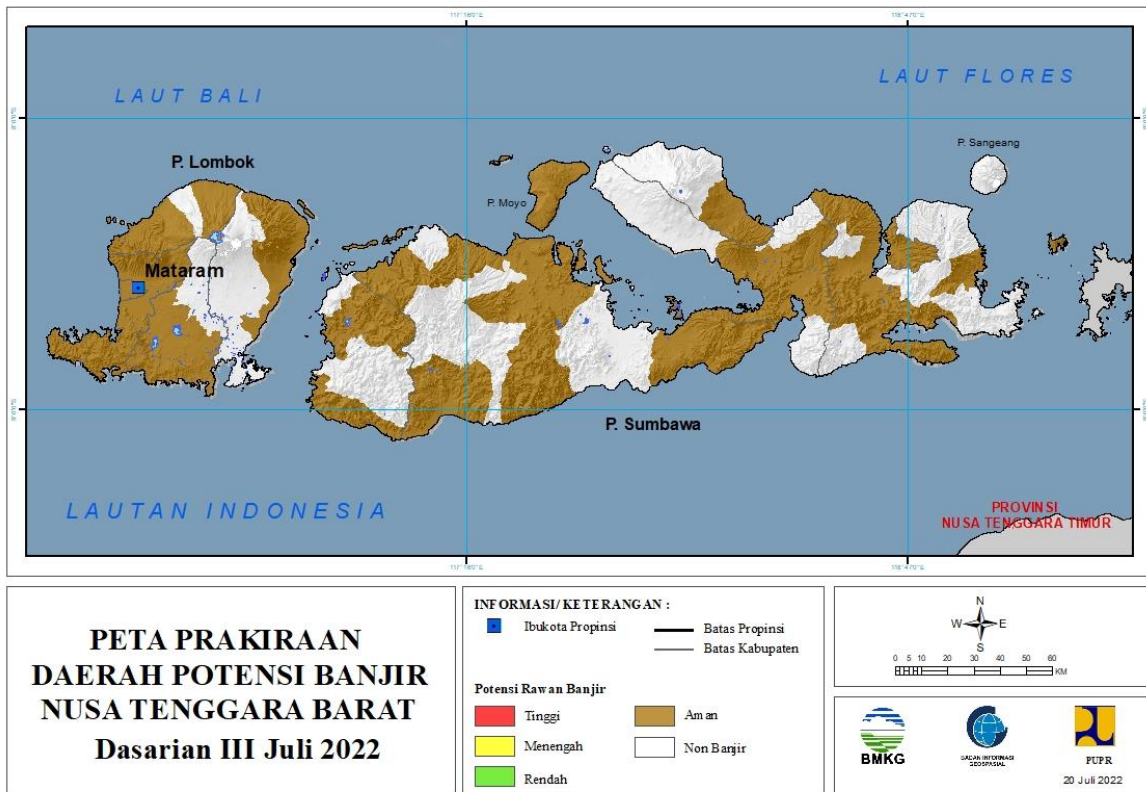 LAUT BALI
LAUT FLORES
P. Lombok
P. Sangeang
P. Moyo
Mataram
P. Sumbawa
LAUTAN INDONESIA
PROVINSI
NUSA TENGGARA TIMUR
PETA PRAKIRAAN
DAERAH POTENSI BANJIR
NUSA TENGGARA BARAT
Dasarian III Juli 2022
INFORMASI/ KETERANGAN :
Ibukota Propinsi
Batas Propinsi
Batas Kabupaten
Potensi Rawan Banjir
Tinggi
Aman
Menengah
Non Banjir
Rendah
N
W E
S
0 5 10 20 30 40 50 60
KM
BMKG
BADAN INFORMASI
GEOSPASIAL
PUPR
20 Juli 2022